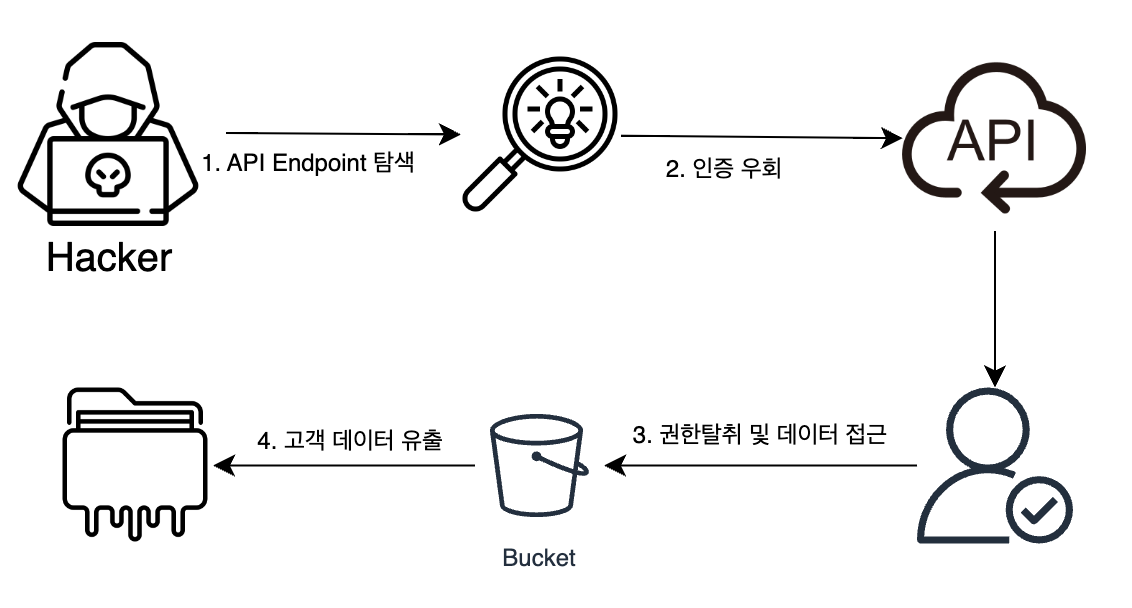 1. API Endpoint 탐색
2. 인증 우회
API
Hacker
4. 고객 데이터 유출
3. 권한탈취 및 데이터 접근
Bucket